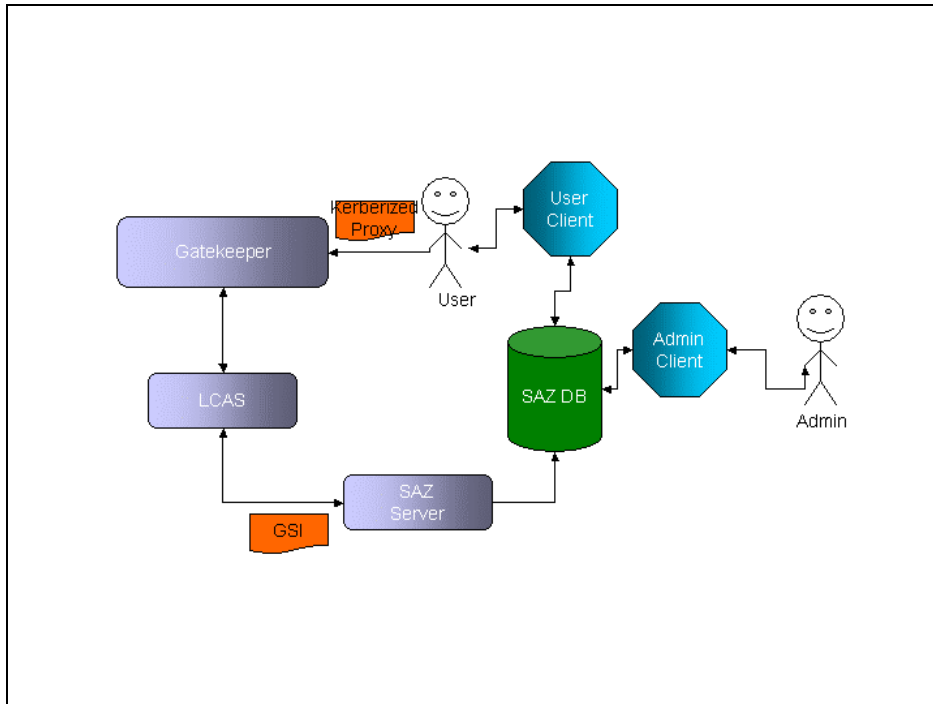 Kerberized
Proxy
Gatekeeper
User
User
Client
Admin
Client
Admin
SAZ DB
LCAS
SAZ
Server
GSI